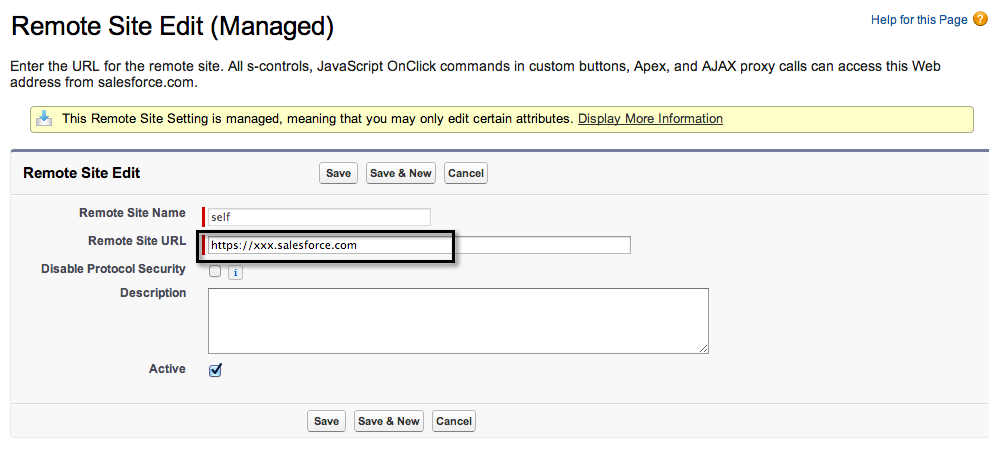 Remote Site Edit (Managed)
Help for this Page ?
Enter the URL for the remote site. All s-controls, JavaScript OnClick commands in custom buttons, Apex, and AJAX proxy calls can access this Web
address from salesforce.com.
This Remote Site Setting is managed, meaning that you may only edit certain attributes. Display More Information
Remote Site Edit Save Save & New Cancel
Remote Site Name self
Remote Site URL https://xxx.salesforce.com
Disable Protocol Security i
Description
Active
Save Save & New Cancel